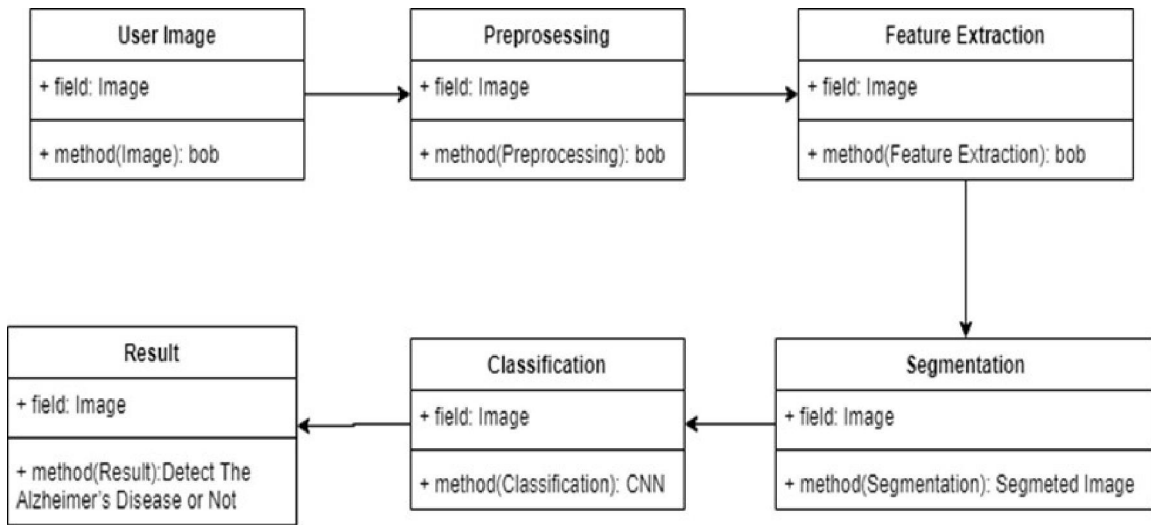 User Image
+ field: Image
+ method(Image): bob
Preprosessing
+ field: Image
+ method(Preprocessing): bob
Feature Extraction
+ field: Image
+ method(Feature Extraction): bob
Result
+ field: Image
+ method(Result):Detect The
Alzheimer's Disease or Not
Classification
+ field: Image
+ method(Classification): CNN
Segmentation
+ field: Image
+ method(Segmentation): Segmeted Image